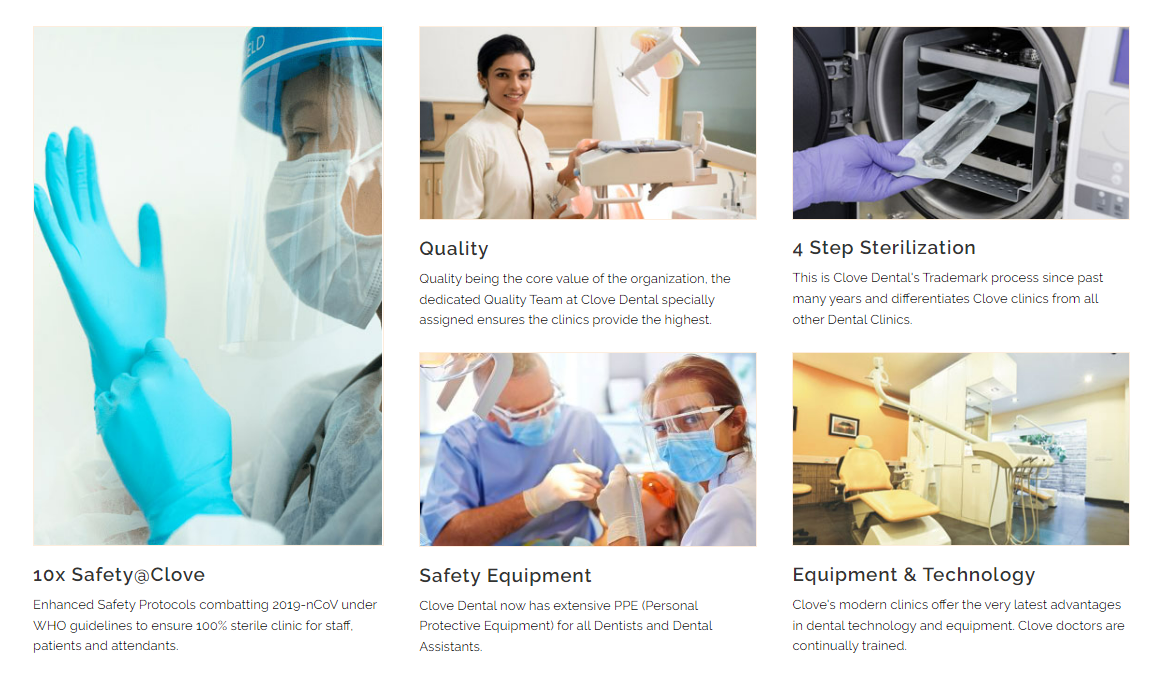 ELD
Quality
Quality being the core value of the organization, the
dedicated Quality Team at Clove Dental specially
assigned ensures the clinics provide the highest.
4 Step Sterilization
This is Clove Dental's Trademark process since past
many years and differentiates Clove clinics from all
other Dental Clinics.
10x Safety@Clove
Enhanced Safety Protocols combatting 2019-nCoV under
WHO guidelines to ensure 100% sterile clinic for staff,
patients and attendants.
Safety Equipment
Clove Dental now has extensive PPE (Personal
Protective Equipment) for all Dentists and Dental
Assistants.
Equipment & Technology
Clove's modern clinics offer the very latest advantages
in dental technology and equipment. Clove doctors are
continually trained.